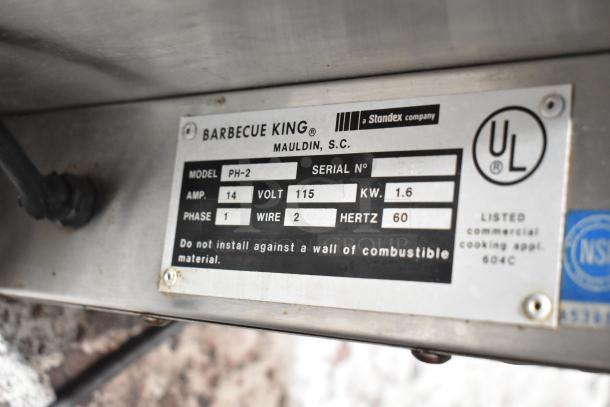 BARBECUE KING® a Standex company
MAULDIN, S.C.
MODEL PH-2 SERIAL Nº
AMP. 14 VOLT 115 KW. 1.6
PHASE 1 WIRE 2 HERTZ 60
Do not install against a wall of combustible
material.
UL
®
LISTED
commercial
cooking appl.
604C